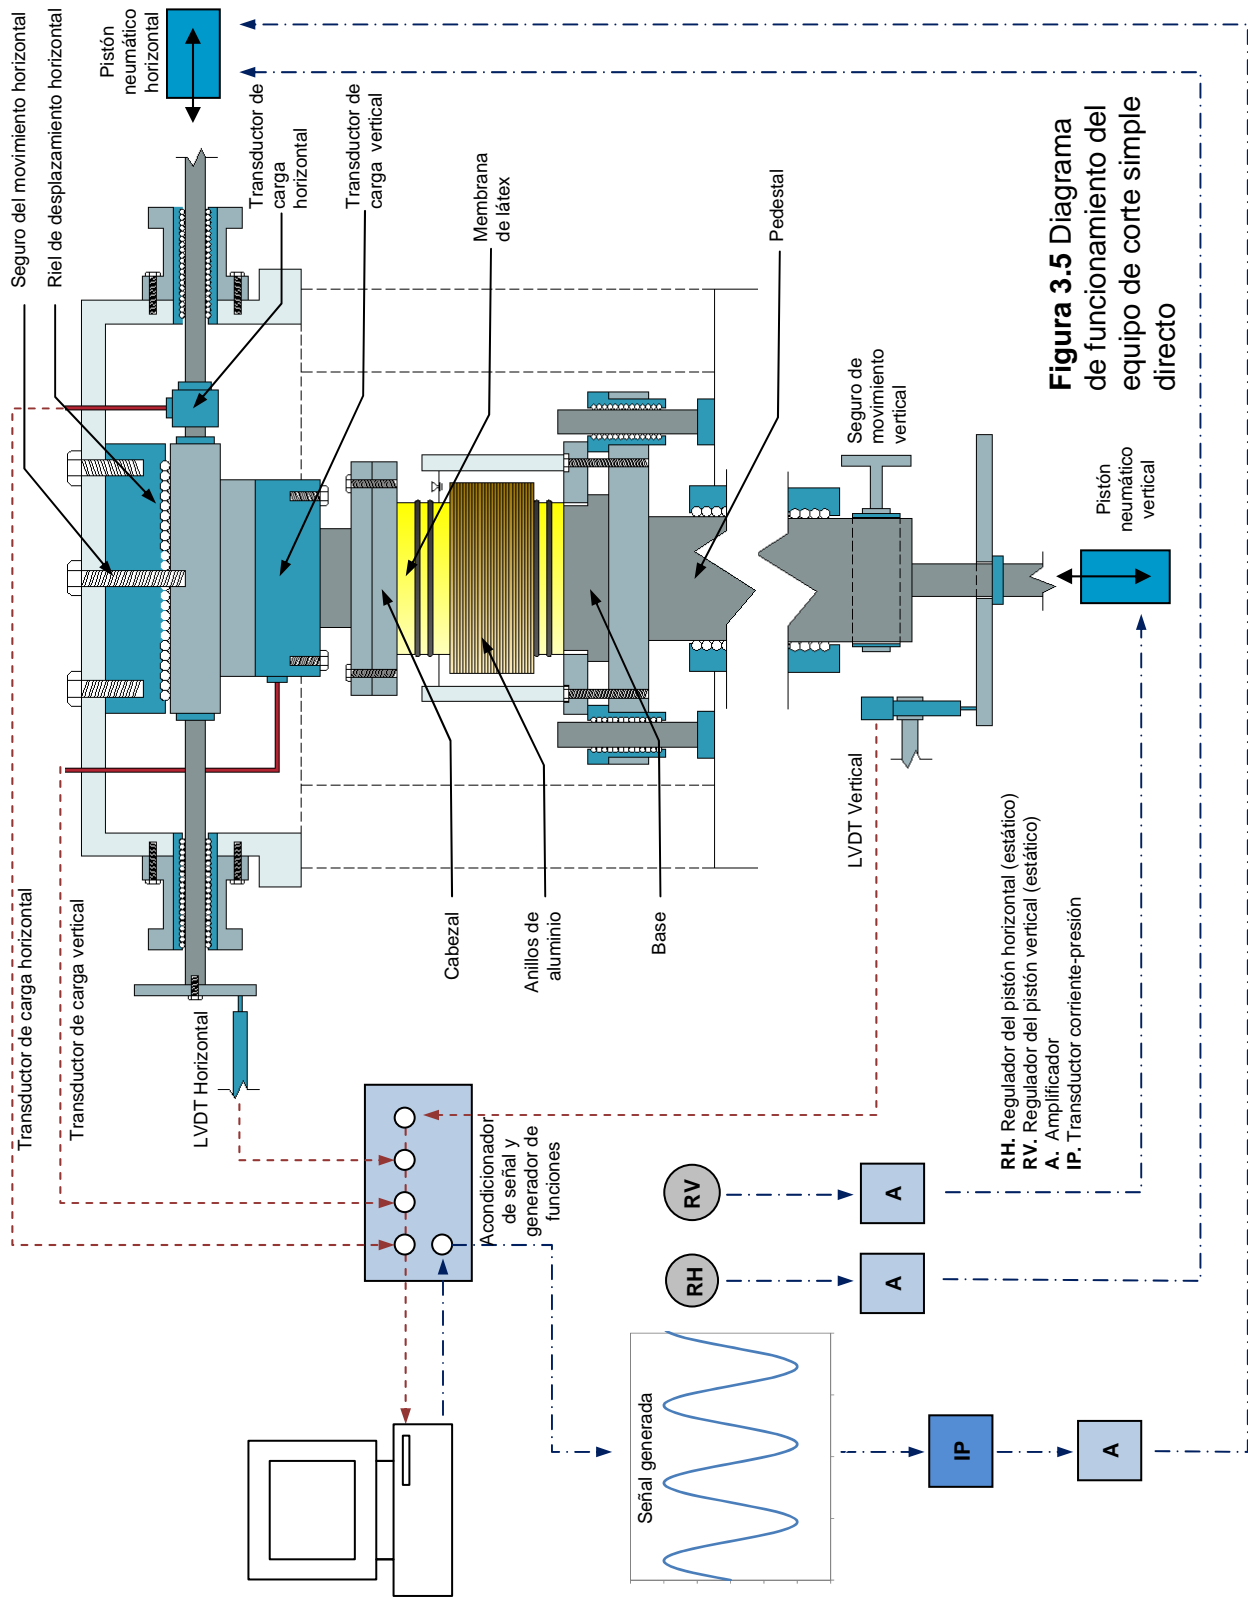 Transductor de carga horizontal
Transductor de carga vertical
LVDT Horizontal
Seguro del movimiento horizontal
Riel de desplazamiento horizontal
Pistón
neumático
horizontal
Transductor de
carga
horizontal
Transductor de
carga vertical
Acondicionador
de señal y
generador de
funciones
Cabezal
Membrana
de látex
Anillos de
aluminio
Base
Pedestal
Señal generada
RH
RV
A
A
IP
A
LVDT Vertical
Seguro de
movimiento
vertical
Pistón
neumático
vertical
RH. Regulador del pistón horizontal (estático)
RV. Regulador del pistón vertical (estático)
A. Amplificador
IP. Transductor corriente-presión
Figura 3.5 Diagrama
de funcionamiento del
equipo de corte simple
directo